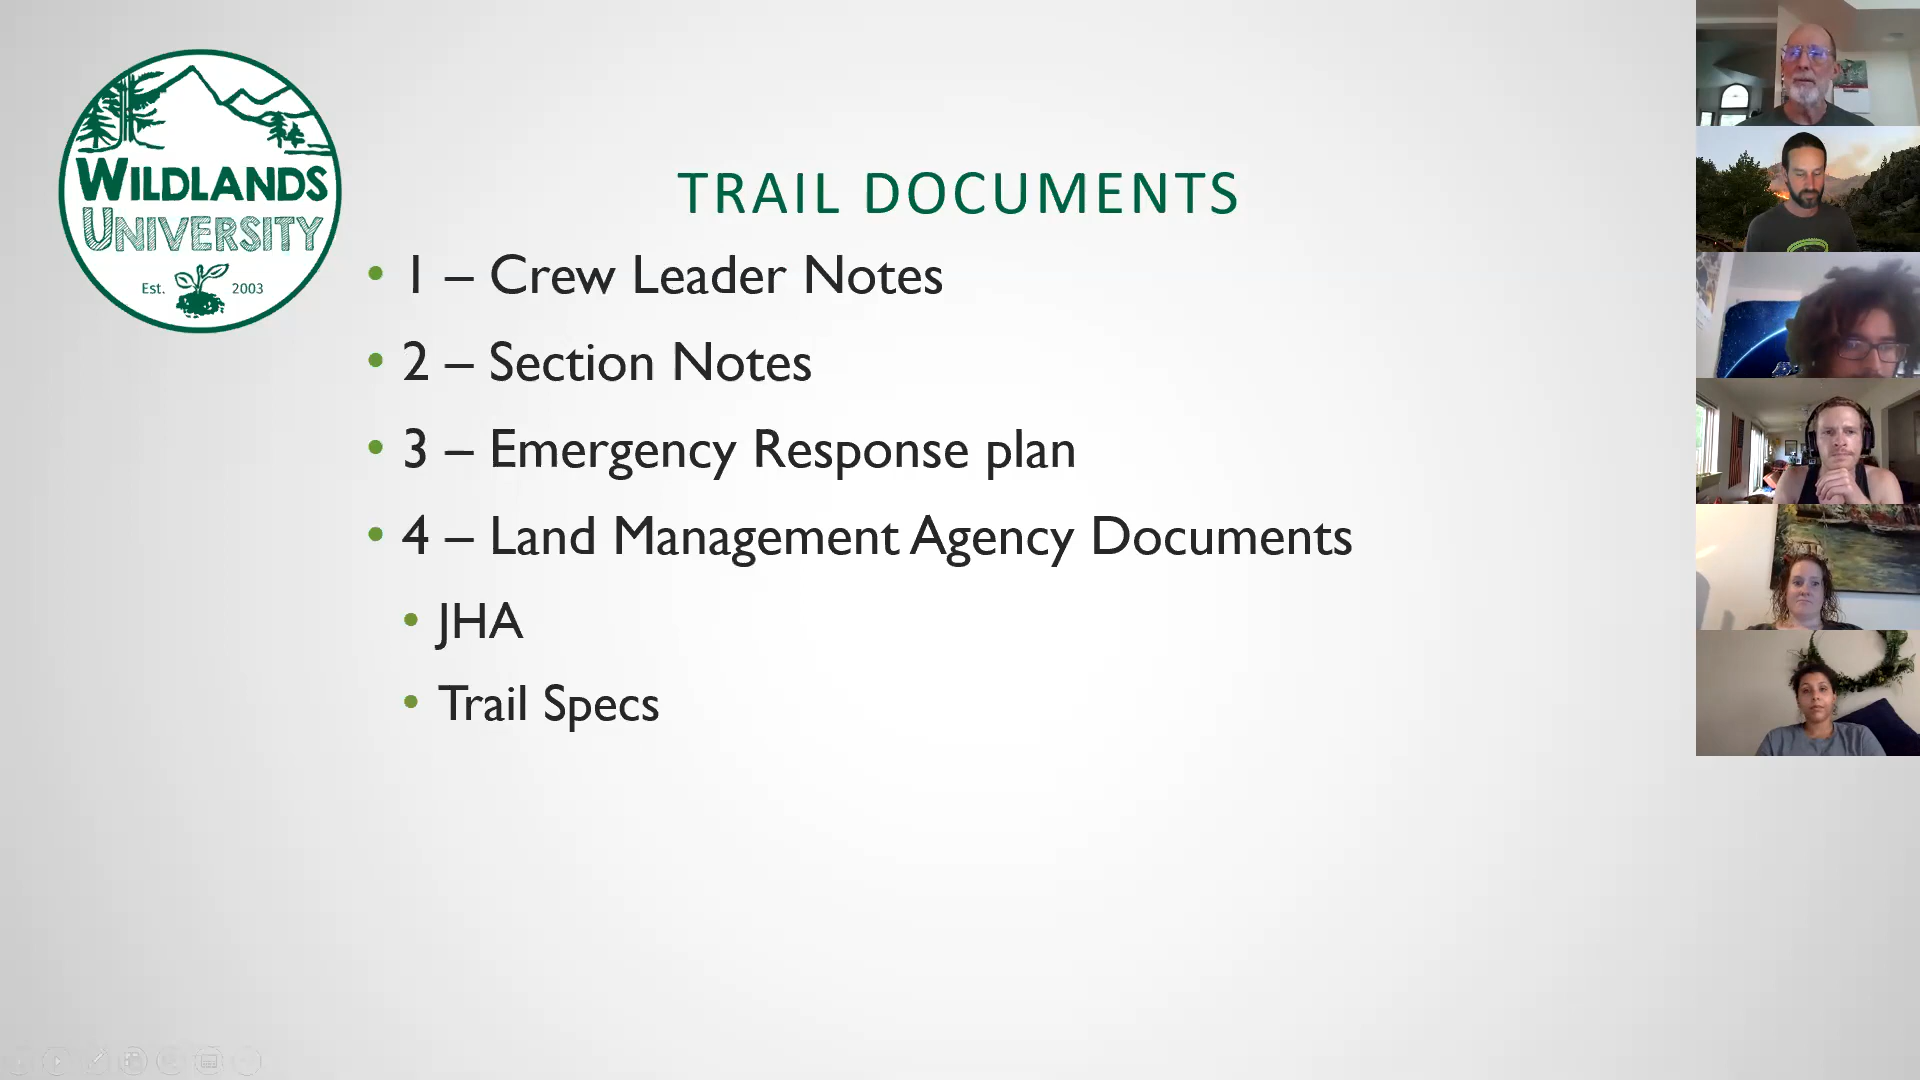 WILDLANDS
UNIVERSITY
Est. 2003
TRAIL DOCUMENTS
• 1 – Crew Leader Notes
• 2 – Section Notes
• 3 – Emergency Response plan
• 4 – Land Management Agency Documents
• JHA
• Trail Specs